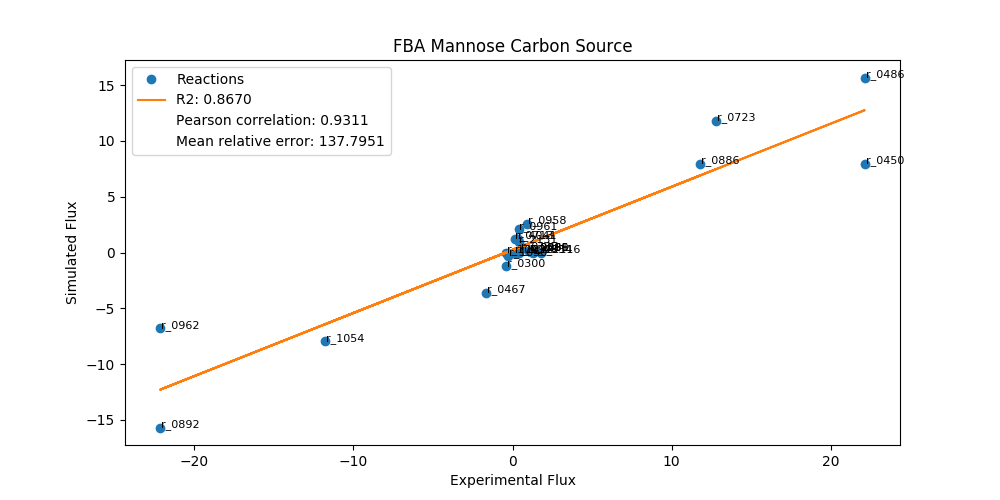 FBA Mannose Carbon Source
Reactions
R2: 0.8670
Pearson correlation: 0.9311
Mean relative error: 137.7951
15
10
5
0
−5
−10
−15
Simulated Flux
r_0486
r_0723
r_0886
r_0450
r_0958
r_0961
r_0300
r_0467
r_0962
r_1054
r_0892
−20
−10
0
10
20
Experimental Flux